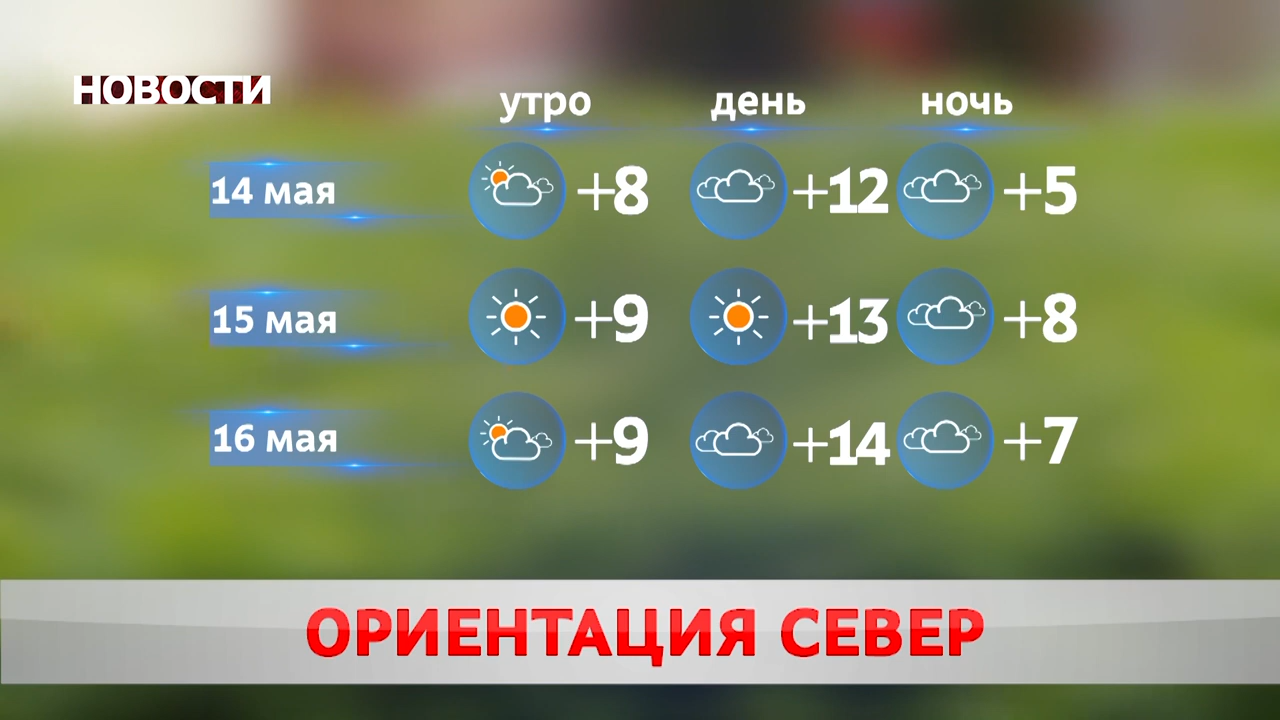 НОВОСТИ
утро день ночь
14 мая +8 +12 +5
15 мая +9 +13 +8
16 мая +9 +14 +7
ОРИЕНТАЦИЯ СЕВЕР